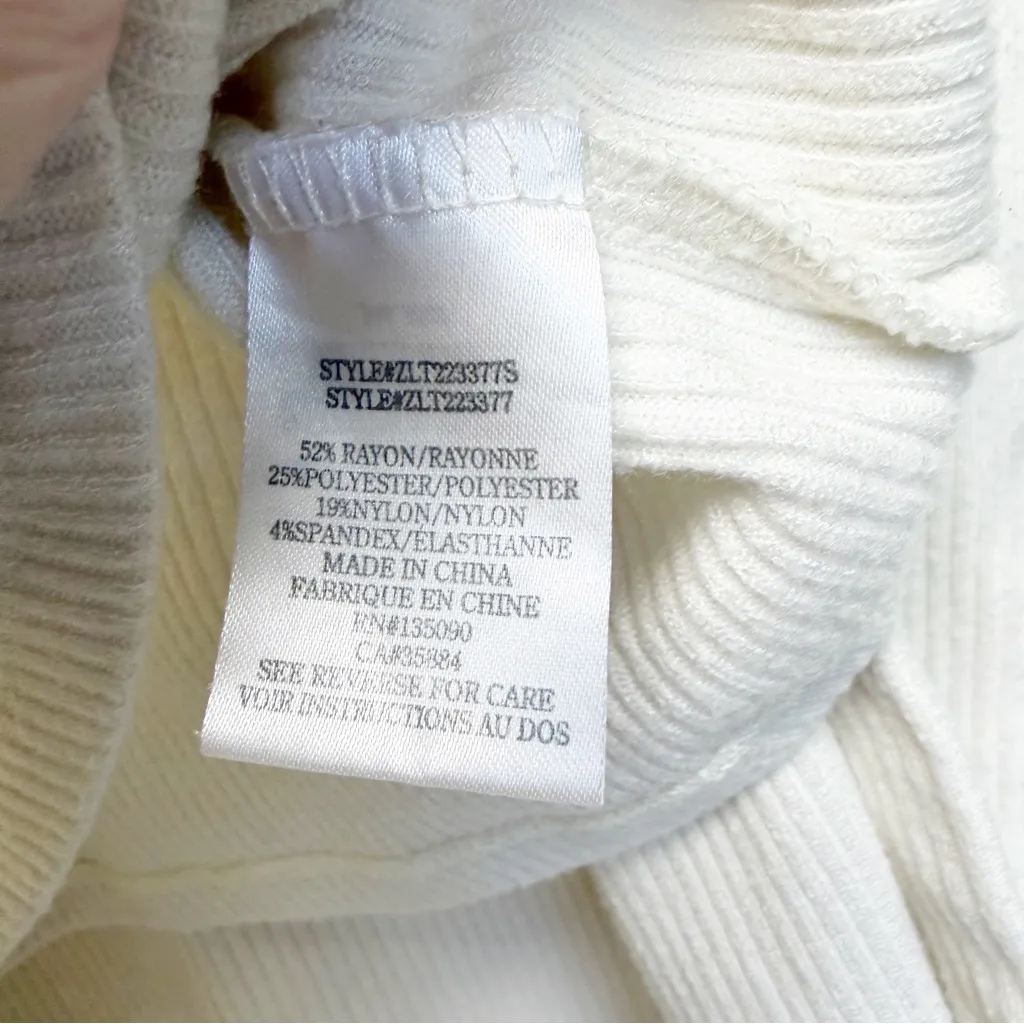 STYLE#ZLT223377S
STYLE#ZLT223377
52% RAYON/RAYONNE
25%POLYESTER/POLYESTER
19%NYLON/NYLON
4%SPANDEX/ELASTHANNE
MADE IN CHINA
FABRIQUE EN CHINE
RN#135090
CA#35884
SEE REVERSE FOR CARE
VOIR INSTRUCTIONS AU DOS